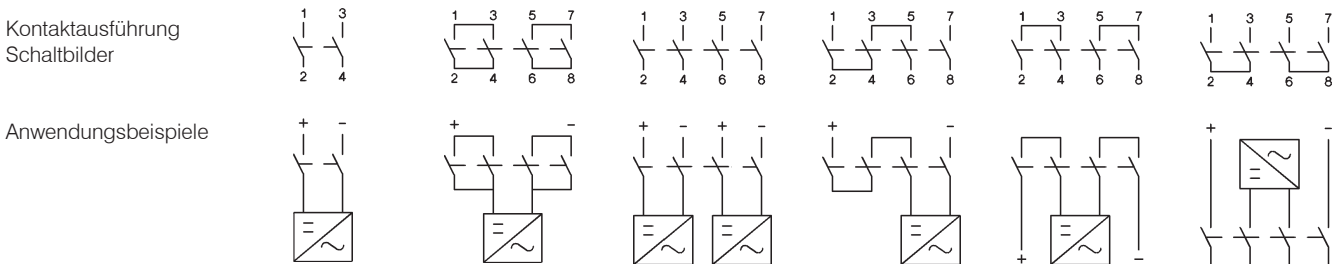 Kontaktausführung
Schaltbilder
1 3 1 3 5 7 1 3 5 7 1 3 5 7 1 3 5 7 1 3 5 7
2 4 2 4 6 8 2 4 6 8 2 4 6 8 2 4 6 8 2 4 6 8
Anwendungsbeispiele
+ − + − + − + − + − + −
= ~ = ~ = ~ = ~ = ~ = ~ = ~
+ −